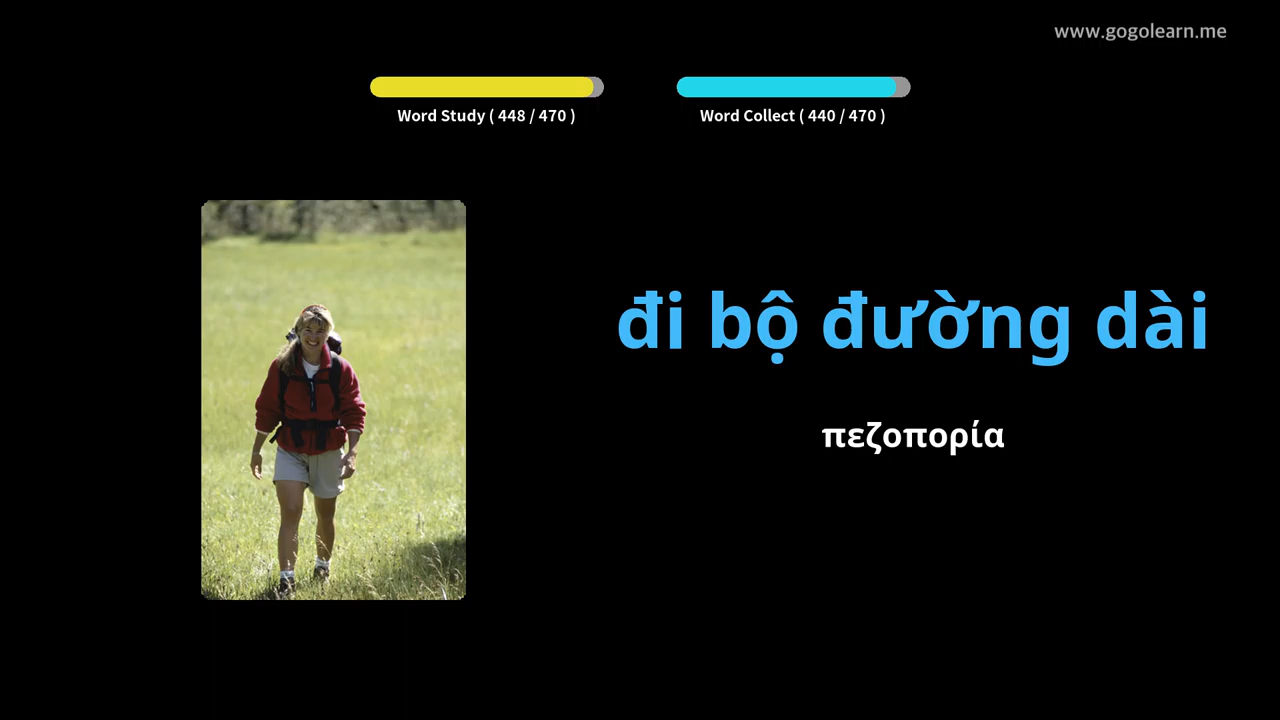 www.gogolearn.me
Word Study ( 448 / 470 )
Word Collect ( 440 / 470 )
đi bộ đường dài
πεζοπορία